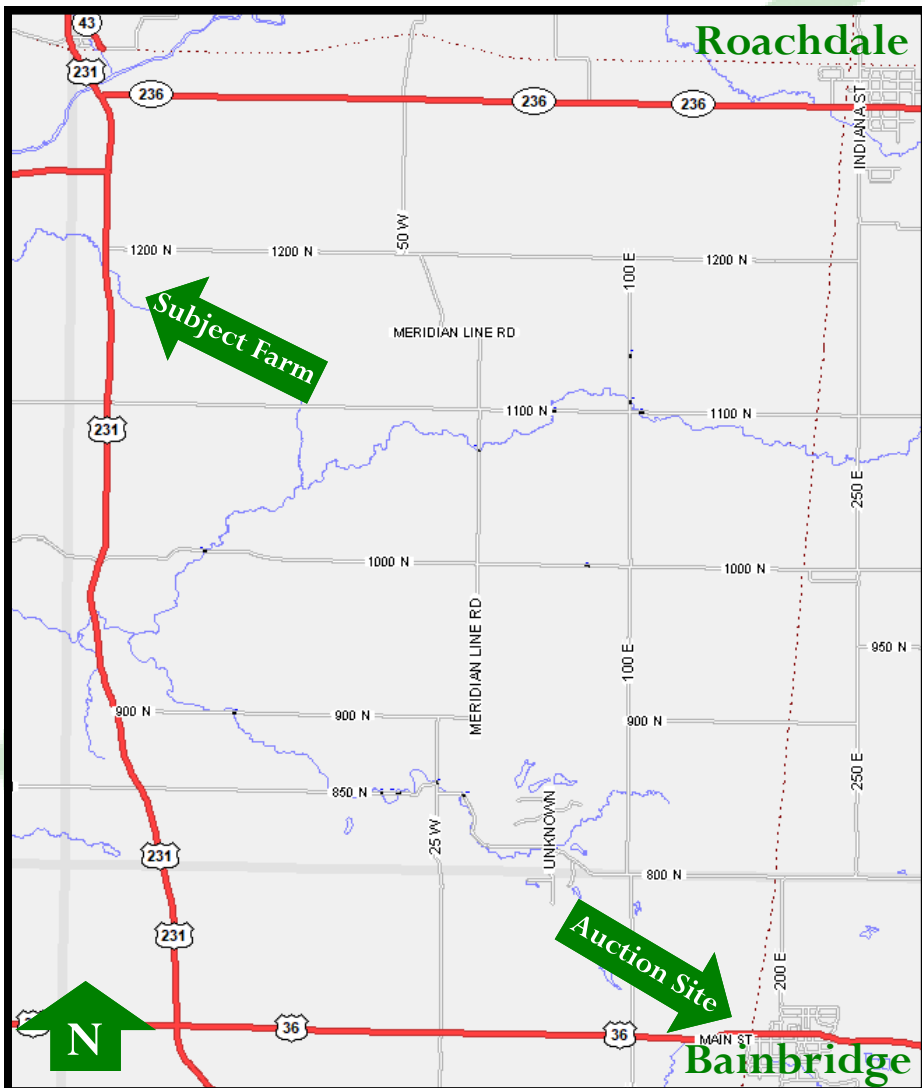 43
Roachdale
231
236
236
236
INDIANA ST
50 W
1200 N
1200 N
1200 N
100 E
Subject Farm
MERIDIAN LINE RD
1100 N
1100 N
231
250 E
1000 N
1000 N
MERIDIAN LINE RD
100 E
950 N
900 N
900 N
900 N
250 E
850 N
UNKNOWN
25 W
231
800 N
231
Auction Site
200 E
N
36
36
MAIN ST
Bainbridge